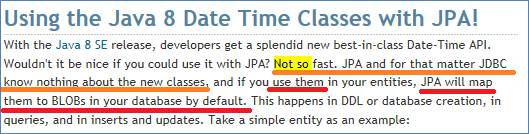 Using the Java 8 Date Time Classes with JPA!
With the Java 8 SE release, developers get a splendid new best-in-class Date-Time API.
Wouldn't it be nice if you could use it with JPA? Not so fast. JPA and for that matter JDBC
know nothing about the new classes, and if you use them in your entities, JPA will map
them to BLOBs in your database by default. This happens in DDL or database creation, in
queries, and in inserts and updates. Take a simple entity as an example: